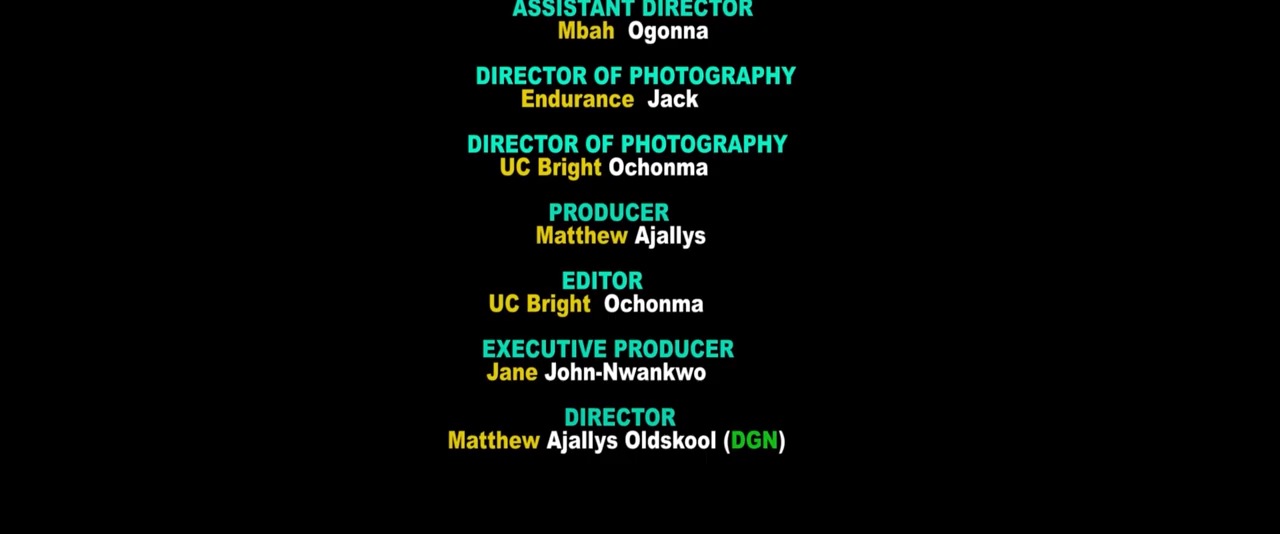 ASSISTANT DIRECTOR
Mbah Ogonna
DIRECTOR OF PHOTOGRAPHY
Endurance Jack
DIRECTOR OF PHOTOGRAPHY
UC Bright Ochonma
PRODUCER
Matthew Ajallys
EDITOR
UC Bright Ochonma
EXECUTIVE PRODUCER
Jane John-Nwankwo
DIRECTOR
Matthew Ajallys Oldskool (DGN)